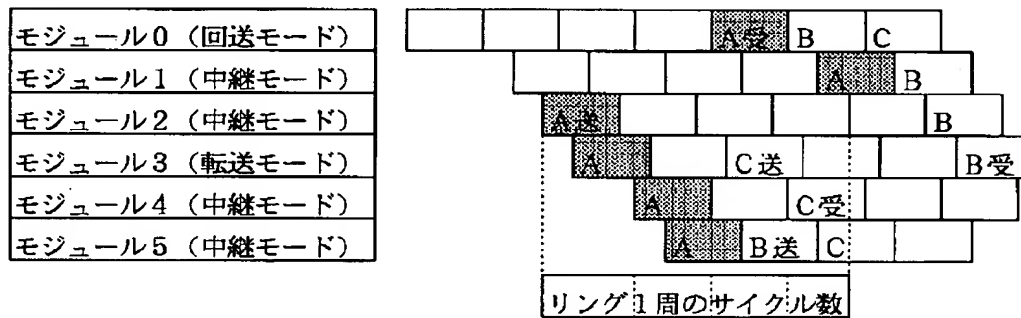 モジュール0（回送モード） A受 B C
モジュール1（中継モード） A B
モジュール2（中継モード） A送 B
モジュール3（転送モード） A C送 B受
モジュール4（中継モード） A C受
モジュール5（中継モード） A B送 C
リング1周のサイクル数